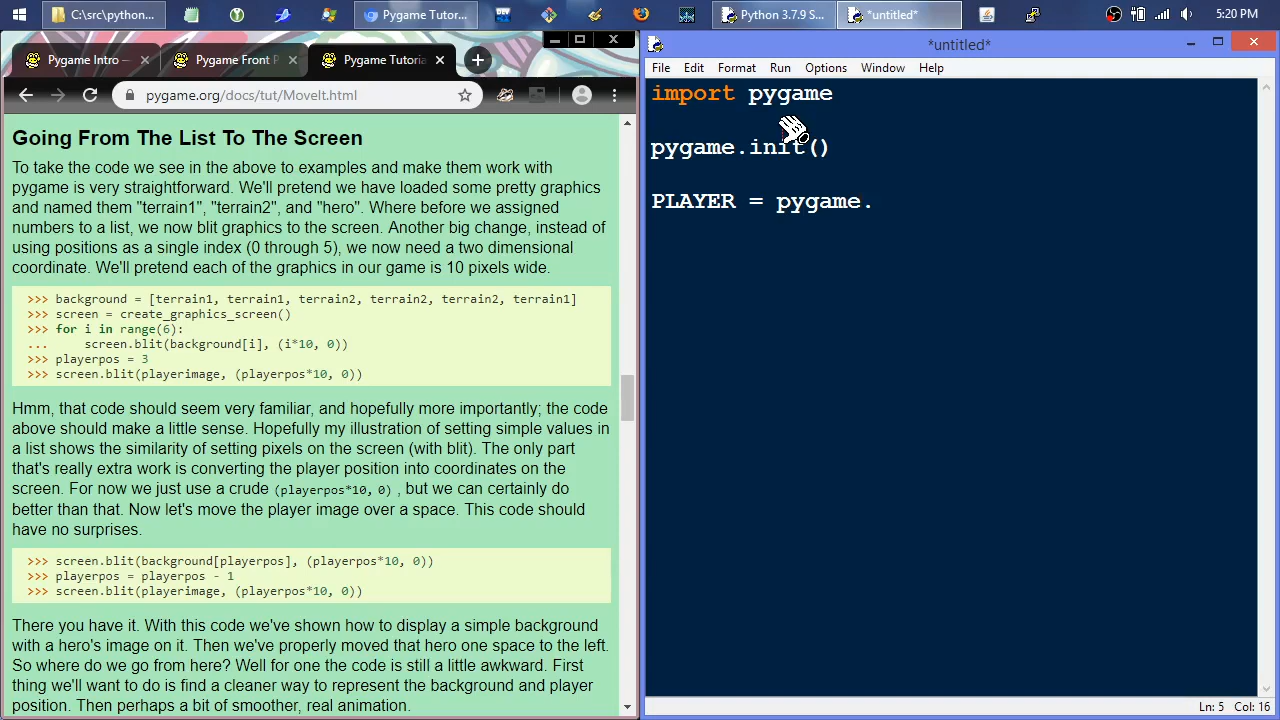 C:\src\python...
Pygame Tutor...
Python 3.7.9 S...
*untitled*
5:20 PM
Pygame Intro —
Pygame Front P
Pygame Tutoria
pygame.org/docs/tut/MoveIt.html
Going From The List To The Screen
To take the code we see in the above to examples and make them work with
pygame is very straightforward. We'll pretend we have loaded some pretty graphics
and named them "terrain1", "terrain2", and "hero". Where before we assigned
numbers to a list, we now blit graphics to the screen. Another big change, instead of
using positions as a single index (0 through 5), we now need a two dimensional
coordinate. We'll pretend each of the graphics in our game is 10 pixels wide.
>>> background = [terrain1, terrain1, terrain2, terrain2, terrain2, terrain1]
>>> screen = create_graphics_screen()
>>> for i in range(6):
...     screen.blit(background[i], (i*10, 0))
>>> playerpos = 3
>>> screen.blit(playerimage, (playerpos*10, 0))
Hmm, that code should seem very familiar, and hopefully more importantly; the code
above should make a little sense. Hopefully my illustration of setting simple values in
a list shows the similarity of setting pixels on the screen (with blit). The only part
that's really extra work is converting the player position into coordinates on the
screen. For now we just use a crude (playerpos*10, 0) , but we can certainly do
better than that. Now let's move the player image over a space. This code should
have no surprises.
>>> screen.blit(background[playerpos], (playerpos*10, 0))
>>> playerpos = playerpos - 1
>>> screen.blit(playerimage, (playerpos*10, 0))
There you have it. With this code we've shown how to display a simple background
with a hero's image on it. Then we've properly moved that hero one space to the left.
So where do we go from here? Well for one the code is still a little awkward. First
thing we'll want to do is find a cleaner way to represent the background and player
position. Then perhaps a bit of smoother, real animation.
*untitled*
File Edit Format Run Options Window Help
import pygame
pygame.init()
PLAYER = pygame.
Ln: 5 Col: 16